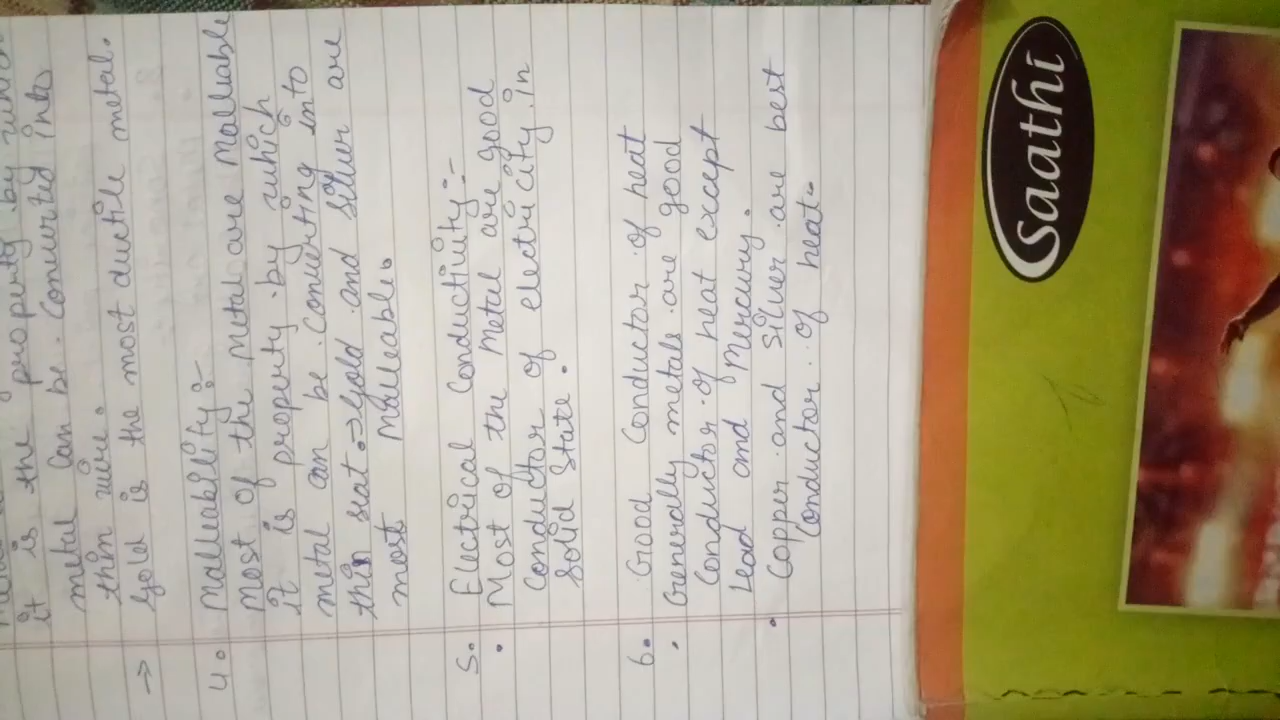 it is the property by which
metal can be. Converted into
thin wire.
→ Gold is the most ductile metal.
4. Malleability:-
Most of the metal are Malliable
it is property by which
metal can be. Converting into
thin seat. → Gold and silver are
most Malleable.
5. Electrical Conductivity:-
• Most of the Metal are good
Conductor of electricity in
Solid State.
6. Good Conductor of heat
• Generally metals are good
Conductor of heat except
Lead and Mercury.
• Copper and silver are best
Conductor of heat.
Saathi